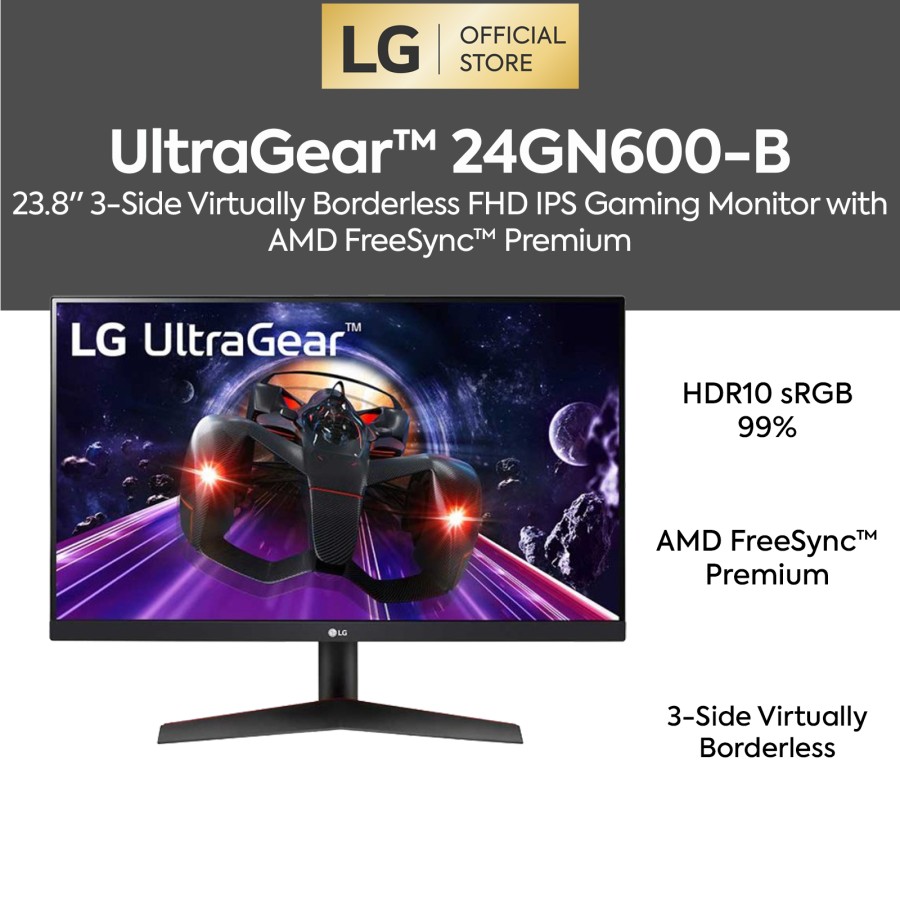 LG OFFICIAL STORE
UltraGear™ 24GN600-B
23.8″ 3-Side Virtually Borderless FHD IPS Gaming Monitor with
AMD FreeSync™ Premium
LG UltraGear™
LG
HDR10 sRGB
99%
AMD FreeSync™
Premium
3-Side Virtually
Borderless